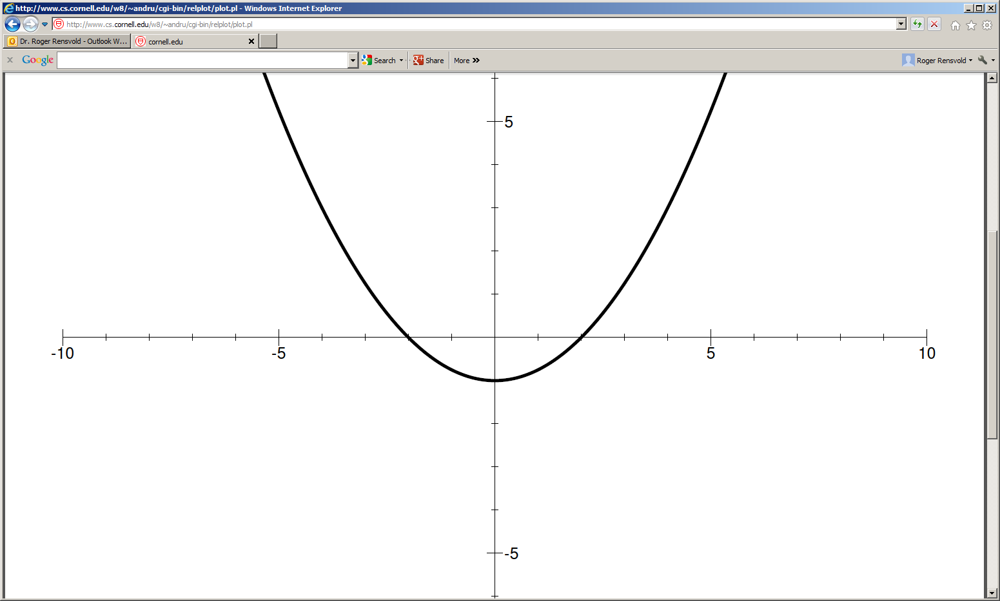 http://www.cs.cornell.edu/w8/~andru/cgi-bin/relplot/plot.pl - Windows Internet Explorer
http://www.cs.cornell.edu/w8/~andru/cgi-bin/relplot/plot.pl
Dr. Roger Rensvold - Outlook W... cornell.edu
x Google Search Share More Roger Rensvold
5
-10 -5 5 10
-5